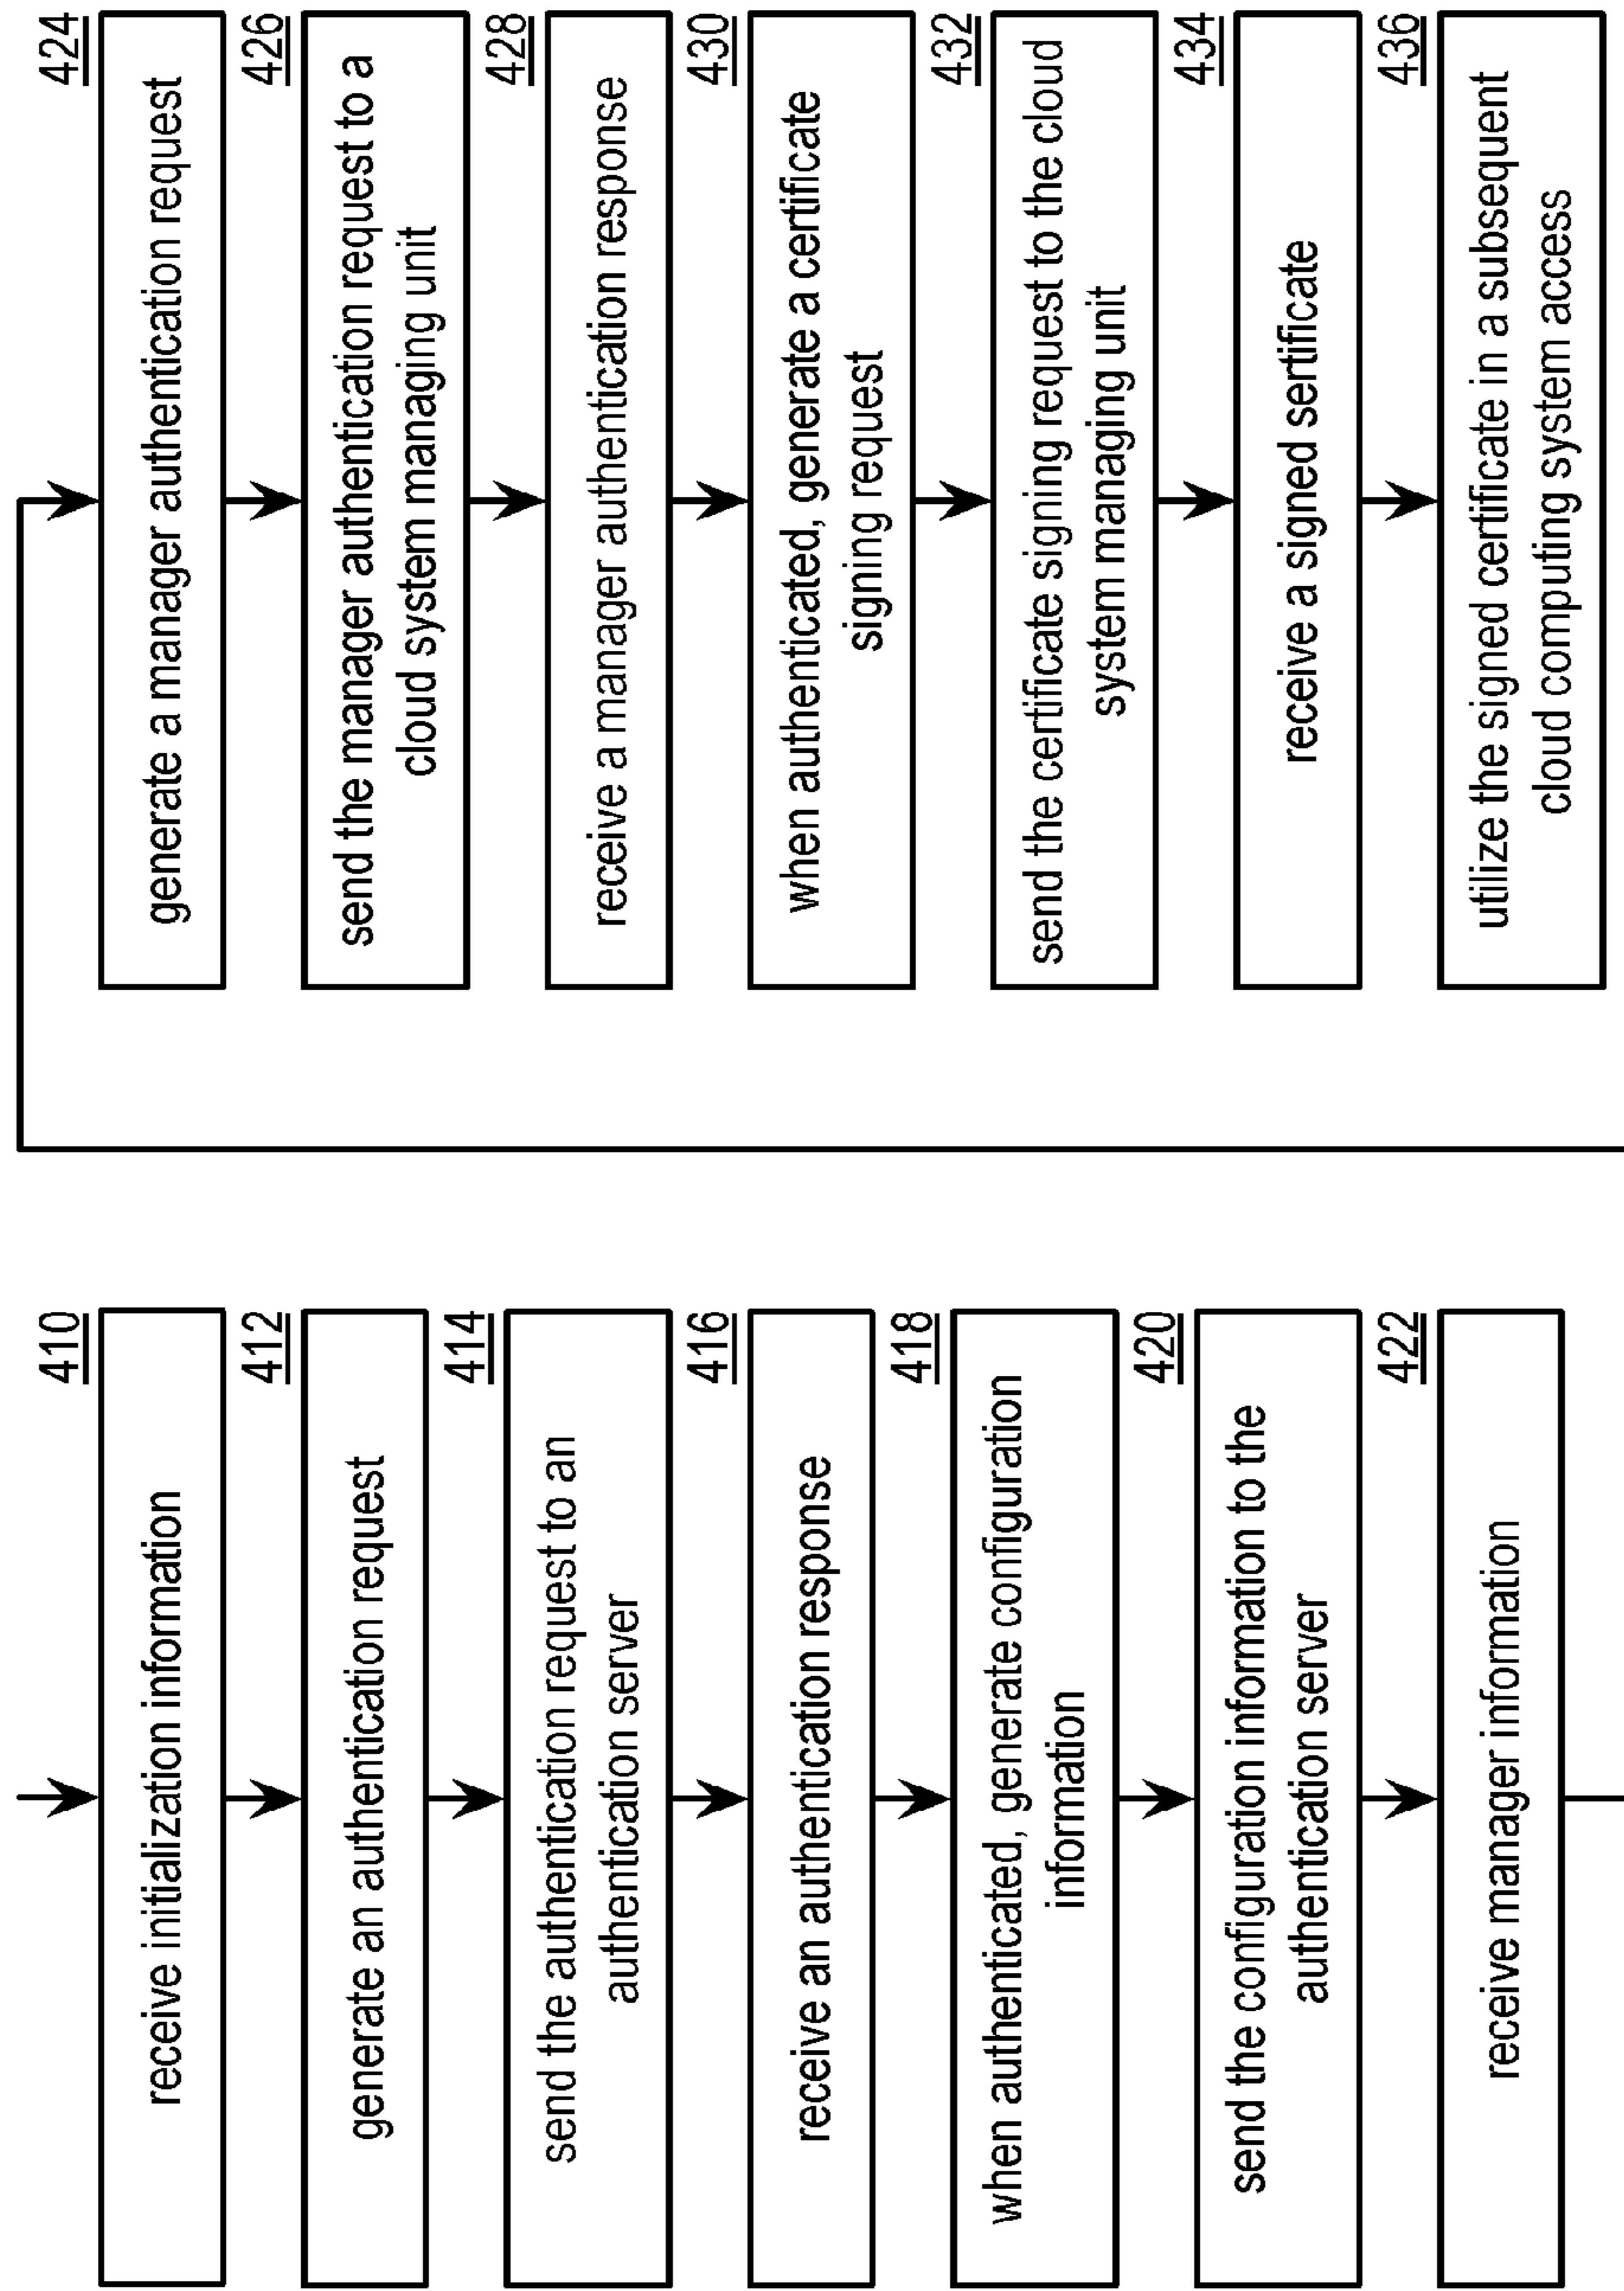 410
receive initialization information
412
generate an authentication request
414
send the authentication request to an
authentication server
416
receive an authentication response
418
when authenticated, generate configuration
information
420
send the configuration information to the
authentication server
422
receive manager information
424
generate a manager authentication request
426
send the manager authentication request to a
cloud system managing unit
428
receive a manager authentication response
430
when authenticated, generate a certificate
signing request
432
send the certificate signing request to the cloud
system managing unit
434
receive a signed sertificate
436
utilize the signed certificate in a subsequent
cloud computing system access